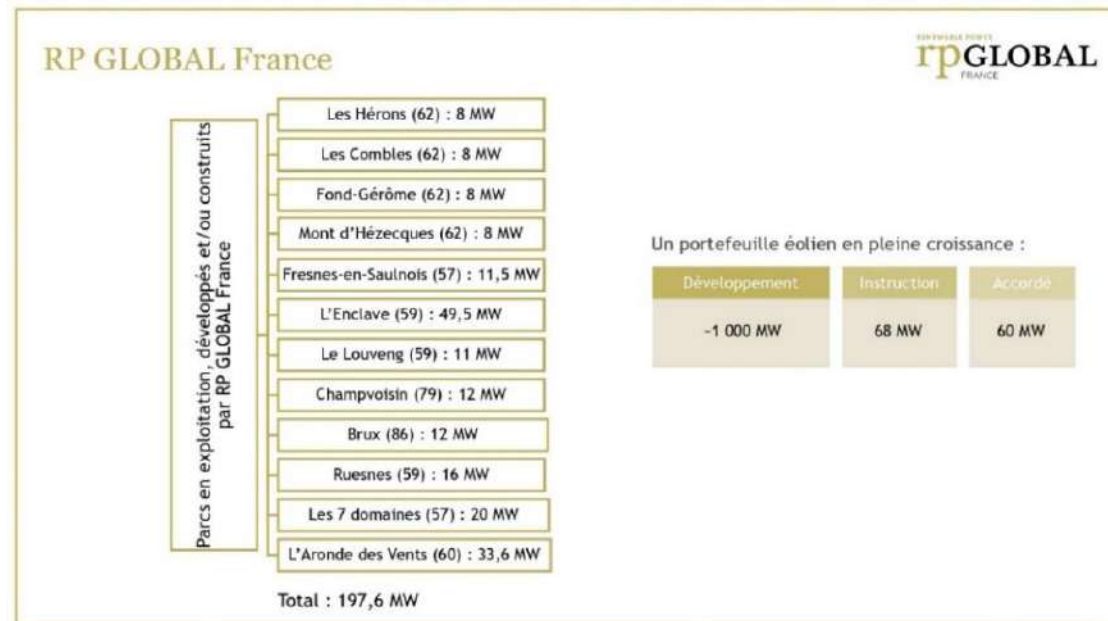 RP GLOBAL France
RENEWABLE POWER
rpGLOBAL
FRANCE
Parcs en exploitation, développés et/ou construits
par RP GLOBAL France
Les Hérons (62) : 8 MW
Les Combles (62) : 8 MW
Fond-Gérôme (62) : 8 MW
Mont d'Hézecques (62) : 8 MW
Fresnes-en-Saulnois (57) : 11,5 MW
L'Enclave (59) : 49,5 MW
Le Louveng (59) : 11 MW
Champvoisin (79) : 12 MW
Brux (86) : 12 MW
Ruesnes (59) : 16 MW
Les 7 domaines (57) : 20 MW
L'Aronde des Vents (60) : 33,6 MW
Total : 197,6 MW
Un portefeuille éolien en pleine croissance :
Développement Instruction Accordé
~1 000 MW 68 MW 60 MW